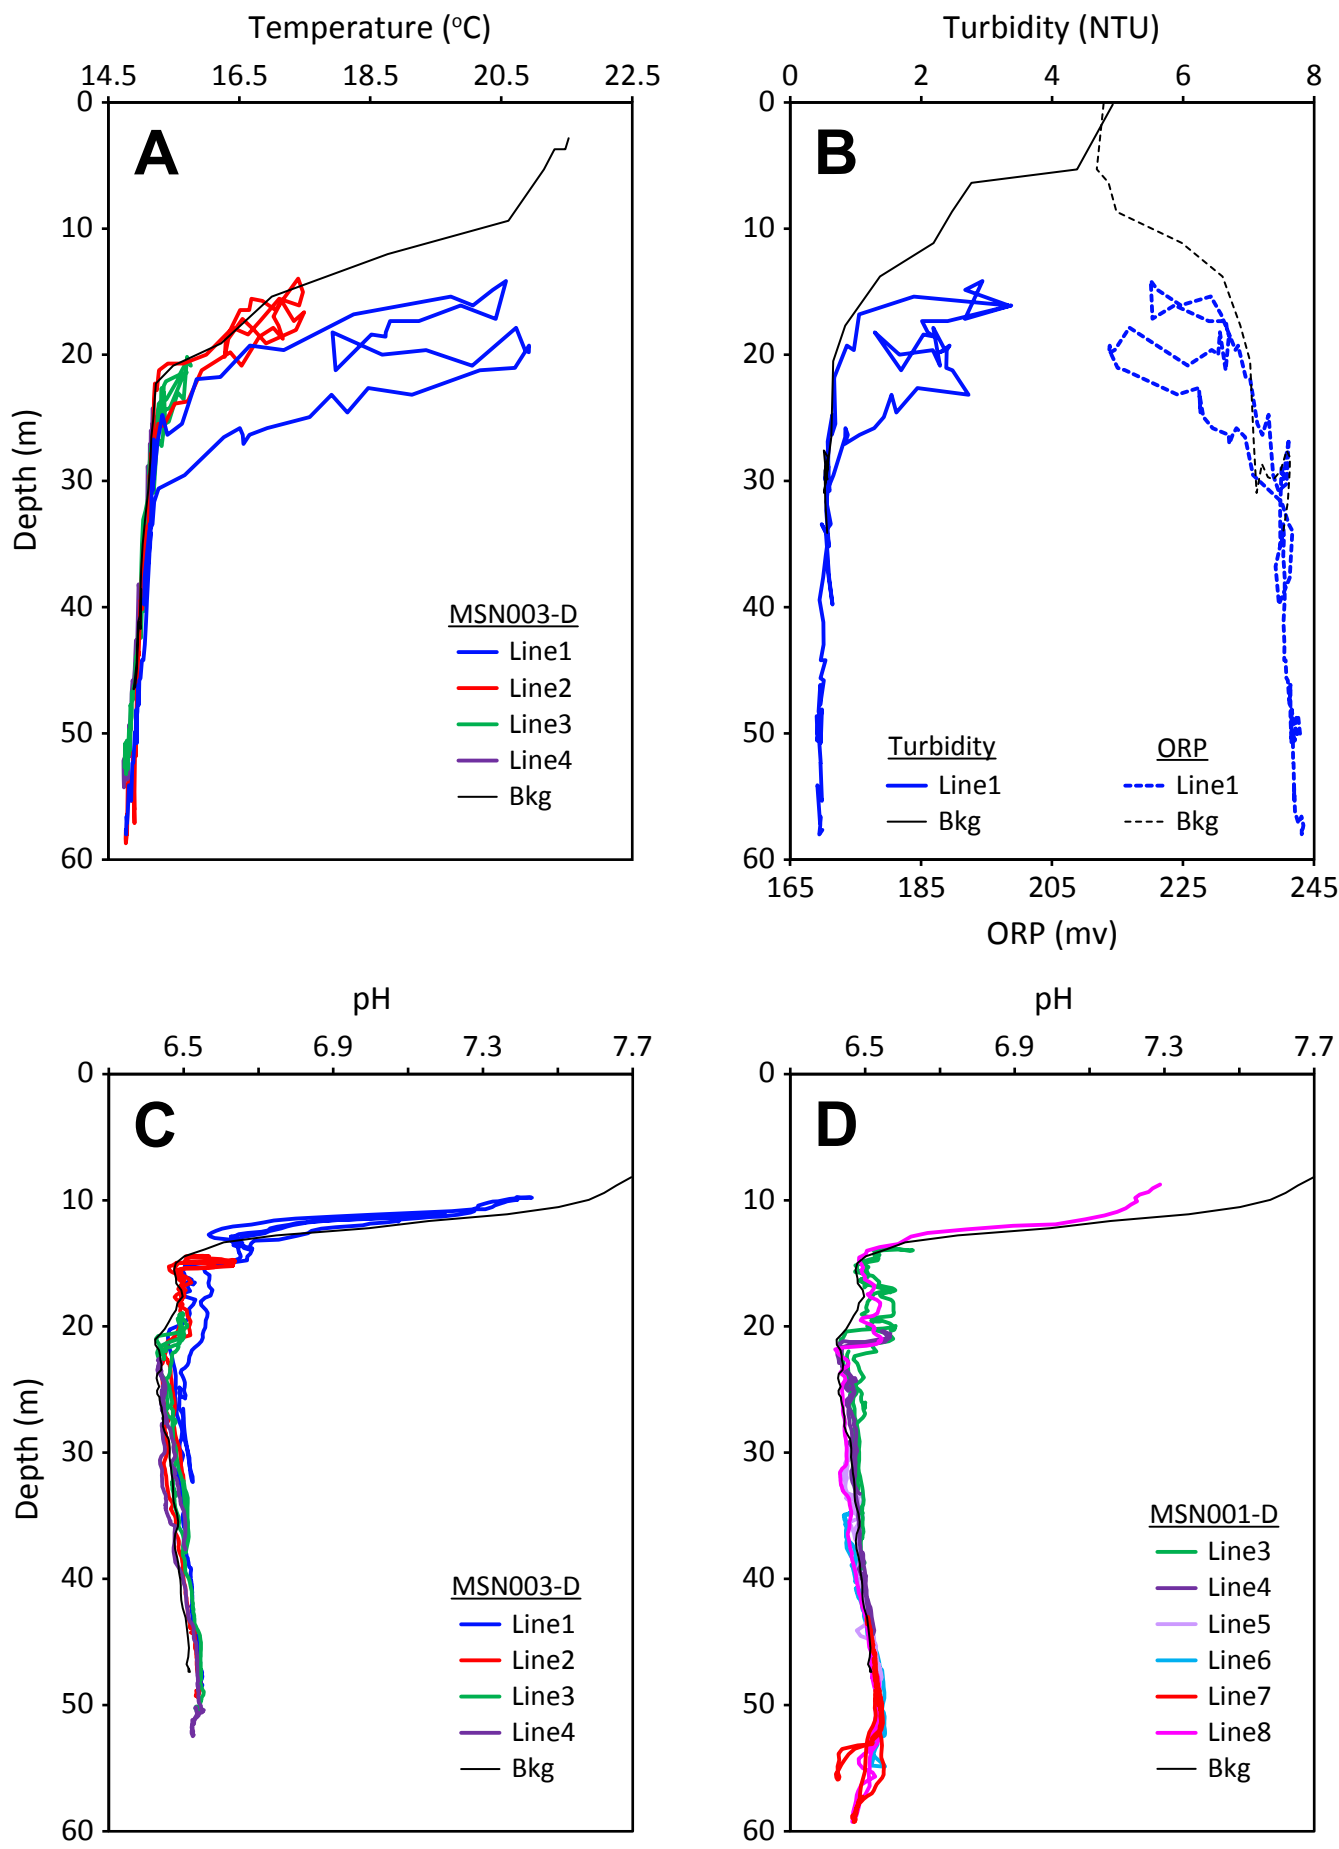 Temperature (°C)
14.5 16.5 18.5 20.5 22.5
0
10
20
30
40
50
60
Depth (m)
A
MSN003-D
Line1
Line2
Line3
Line4
Bkg
Turbidity (NTU)
0 2 4 6 8
0
10
20
30
40
50
60
B
Turbidity
Line1
Bkg
ORP
Line1
Bkg
165 185 205 225 245
ORP (mv)
pH
6.5 6.9 7.3 7.7
0
10
20
30
40
50
60
Depth (m)
C
MSN003-D
Line1
Line2
Line3
Line4
Bkg
pH
6.5 6.9 7.3 7.7
0
10
20
30
40
50
60
D
MSN001-D
Line3
Line4
Line5
Line6
Line7
Line8
Bkg